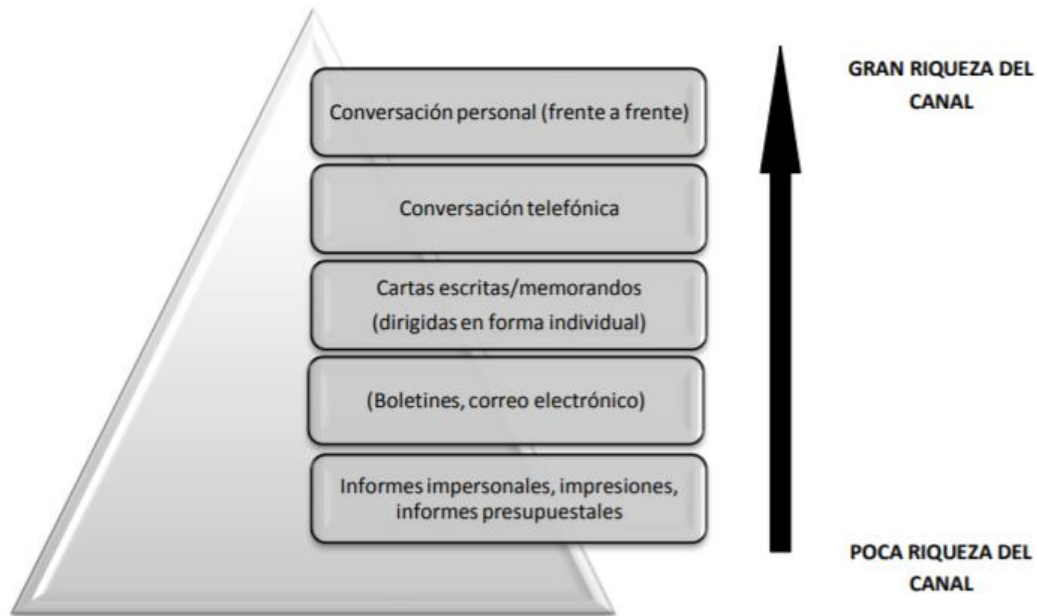 GRAN RIQUEZA DEL
CANAL
Conversación personal (frente a frente)
Conversación telefónica
Cartas escritas/memorandos
(dirigidas en forma individual)
(Boletines, correo electrónico)
Informes impersonales, impresiones,
informes presupuestales
POCA RIQUEZA DEL
CANAL